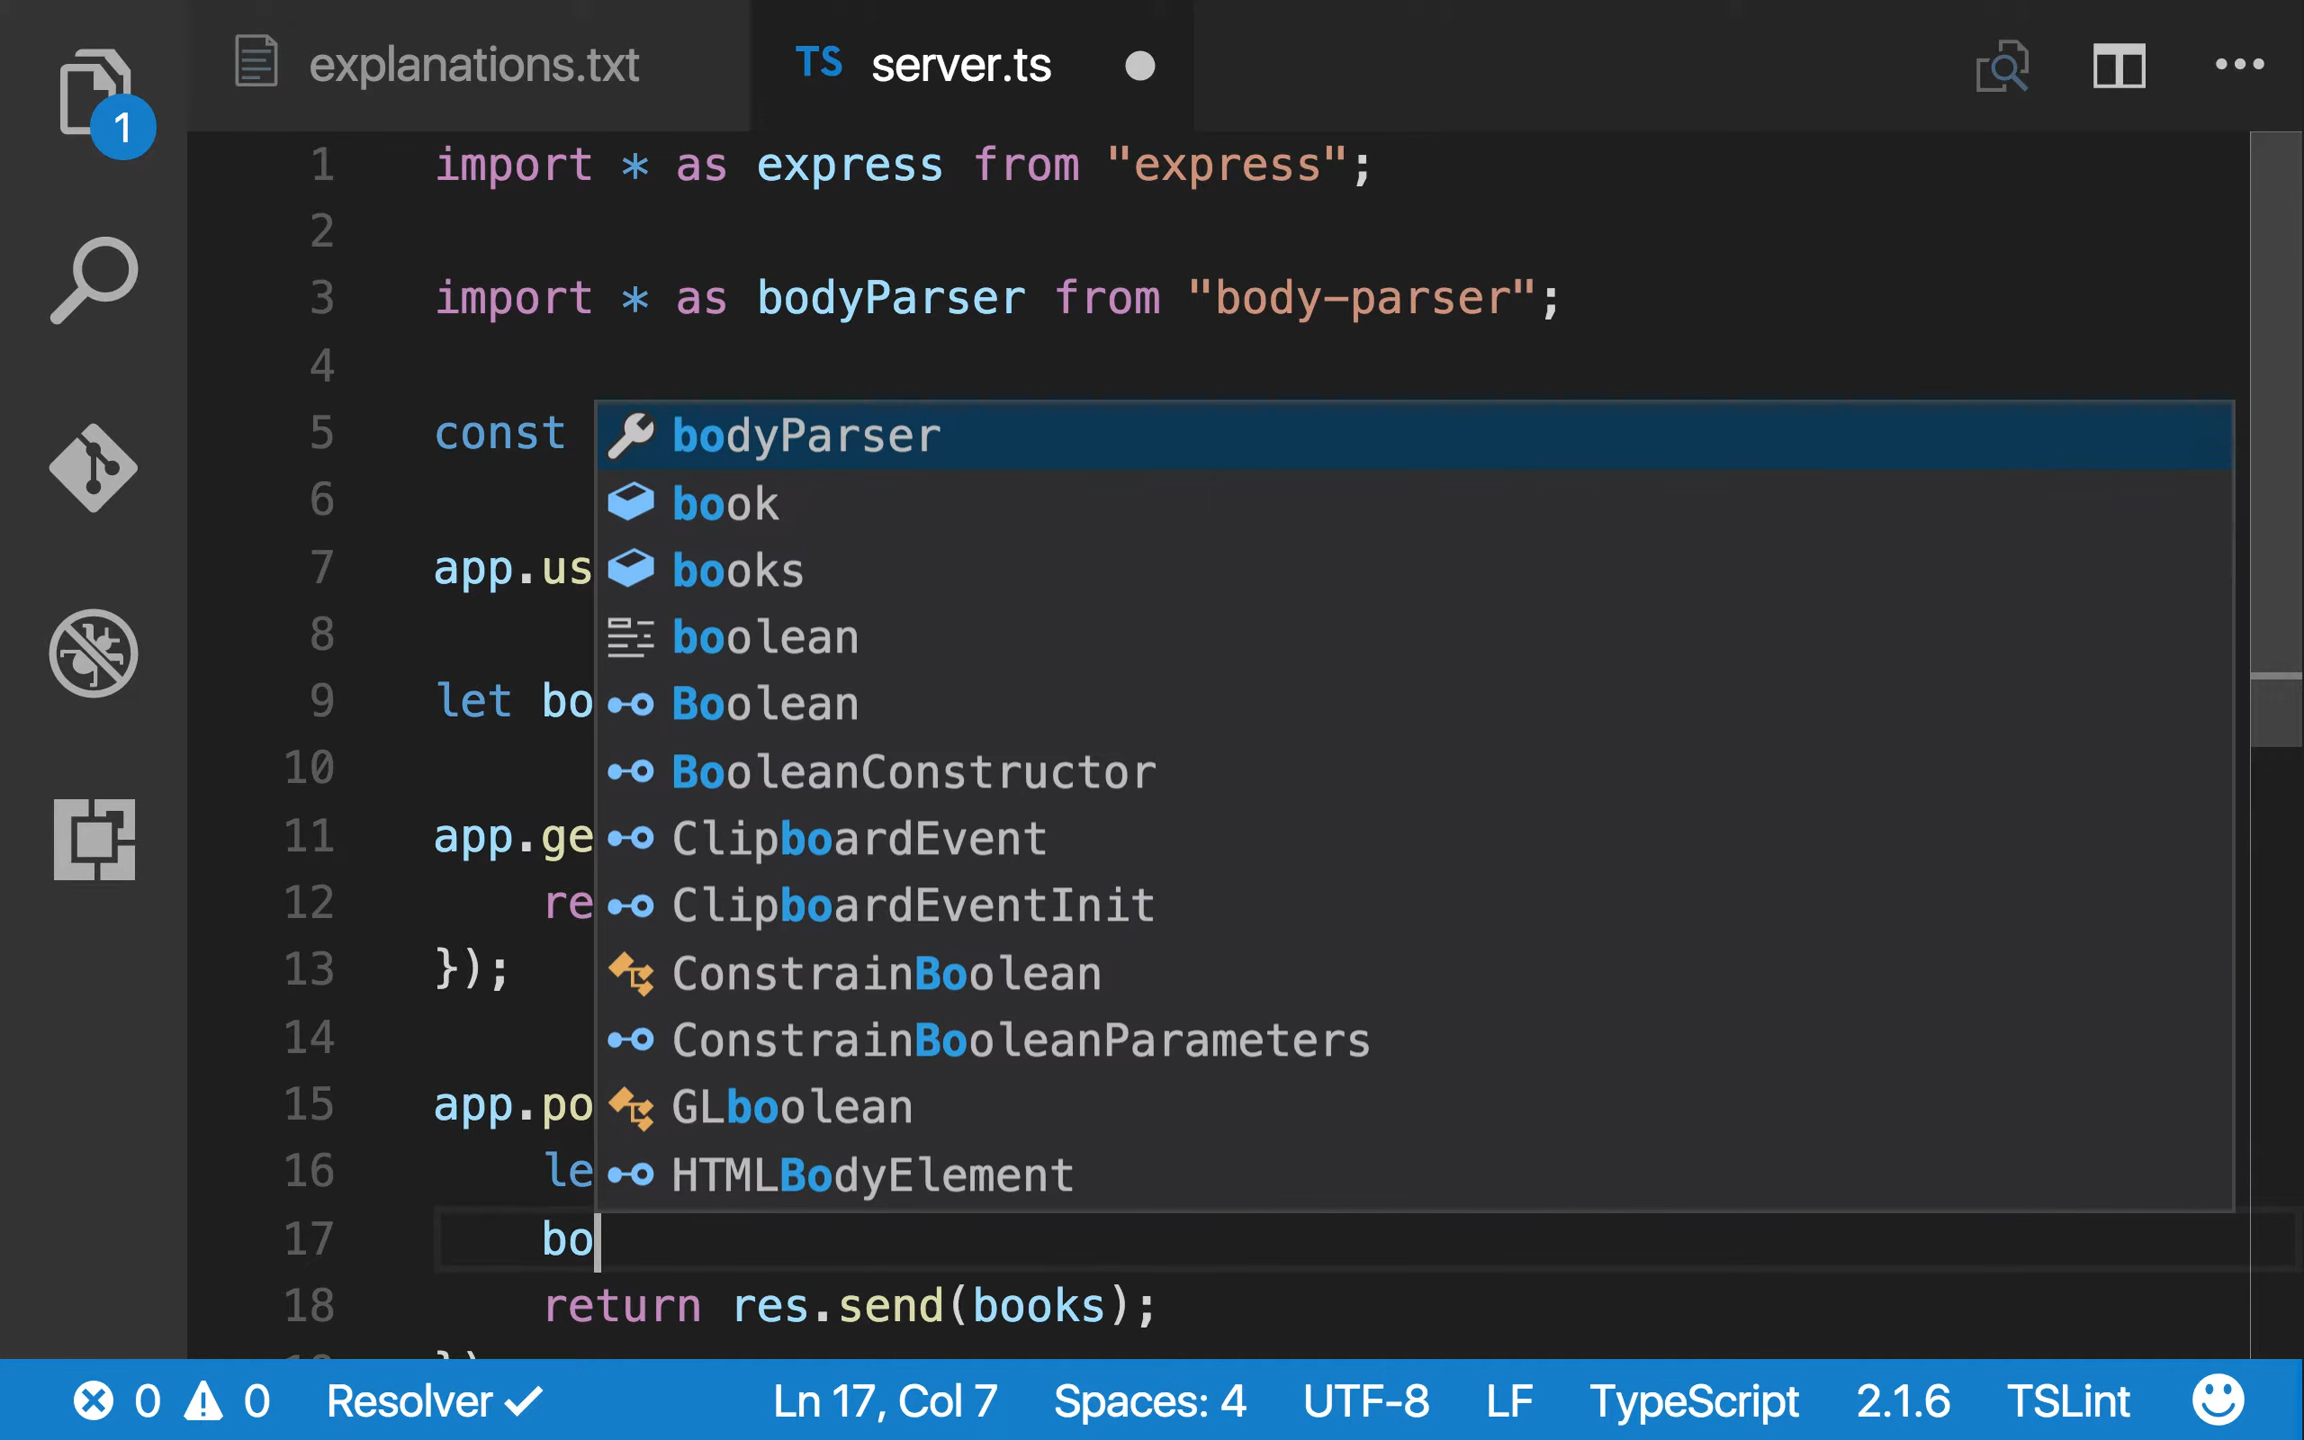 explanations.txt
TS server.ts
1
1 import * as express from "express";
2
3 import * as bodyParser from "body-parser";
4
5 const
6
7 app.us
8
9 let bo
10
11 app.ge
12 re
13 });
14
15 app.po
16 le
17 bo
18 return res.send(books);
bodyParser
book
books
boolean
Boolean
BooleanConstructor
ClipboardEvent
ClipboardEventInit
ConstrainBoolean
ConstrainBooleanParameters
GLboolean
HTMLBodyElement
0 0 Resolver Ln 17, Col 7 Spaces: 4 UTF-8 LF TypeScript 2.1.6 TSLint